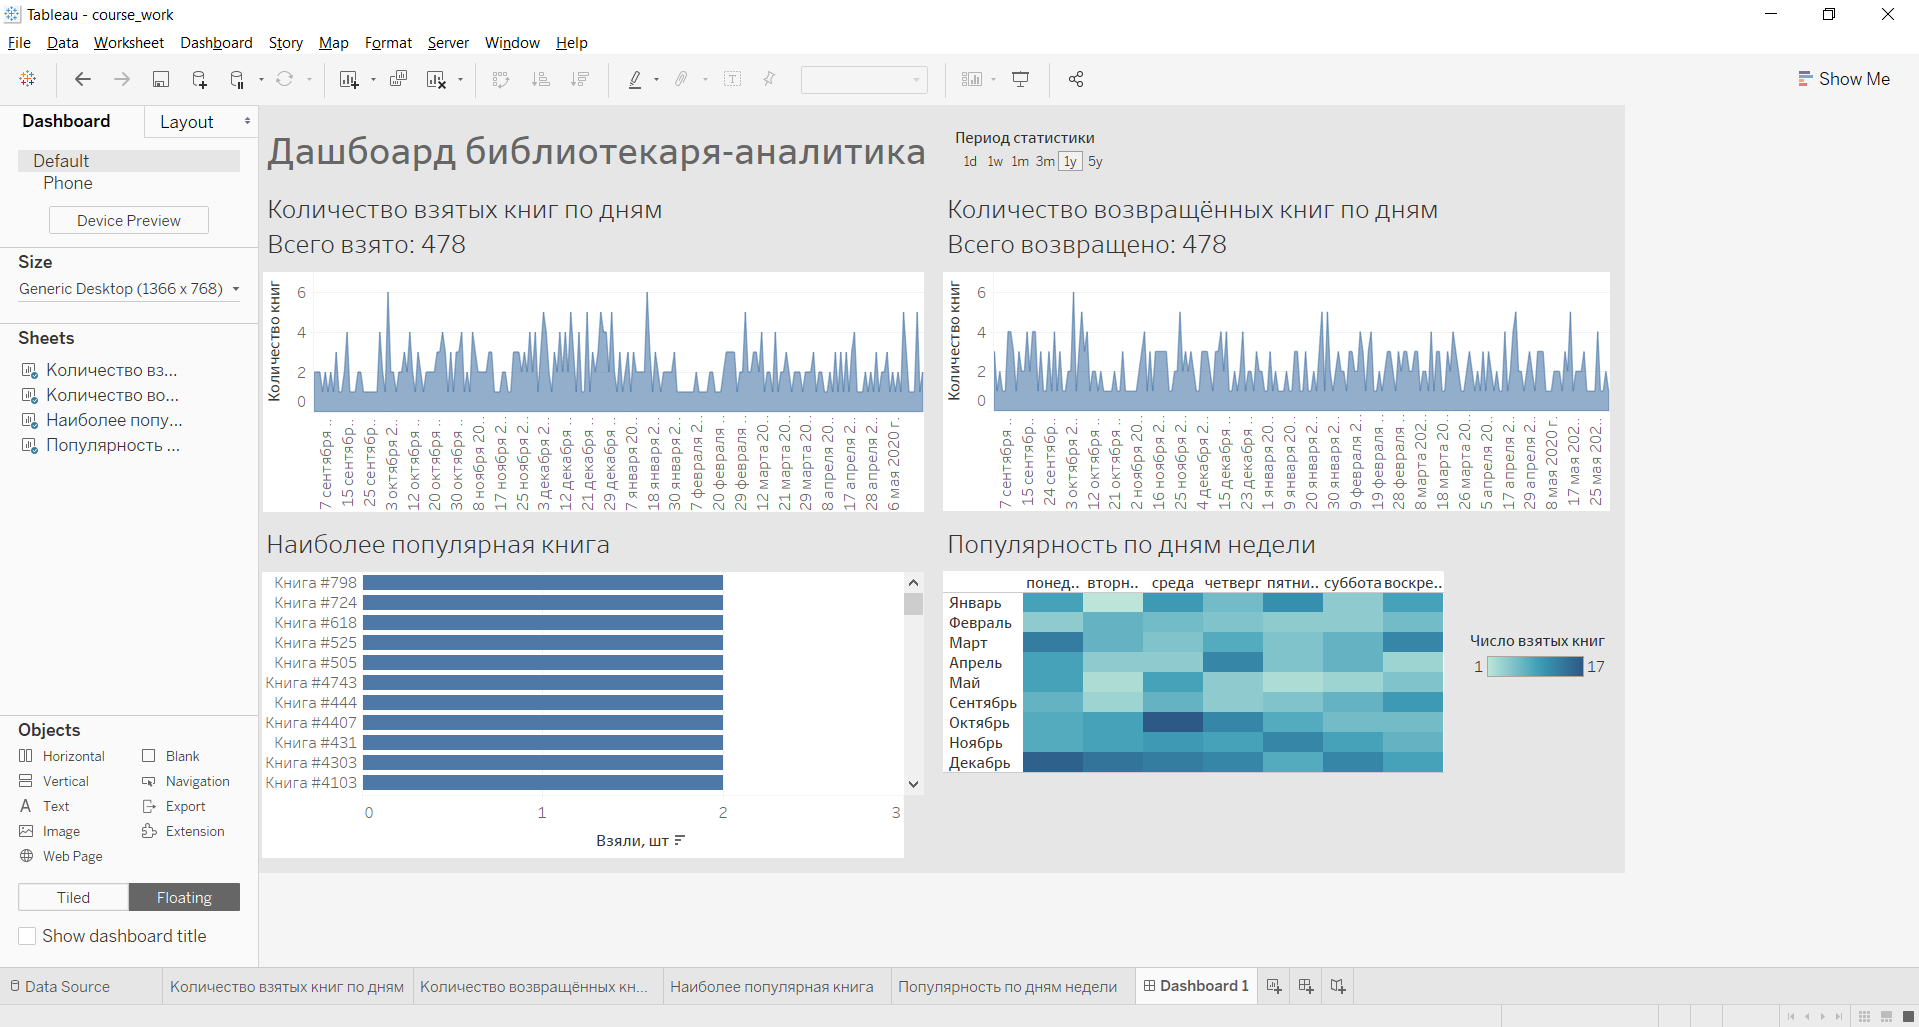 Tableau - course_work
File Data Worksheet Dashboard Story Map Format Server Window Help
Show Me
Dashboard Layout
Default
Phone
Device Preview
Size
Generic Desktop (1366 x 768)
Sheets
Количество вз...
Количество во...
Наиболее попу...
Популярность ...
Objects
Horizontal Blank
Vertical Navigation
Text Export
Image Extension
Web Page
Tiled Floating
Show dashboard title
Дашбоард библиотекаря-аналитика
Период статистики
1d 1w 1m 3m 1y 5y
Количество взятых книг по дням
Всего взято: 478
Количество книг
6
4
2
0
7 сентября ..
15 сентябр..
25 сентябр..
3 октября 2..
12 октября ..
20 октября ..
30 октября ..
8 ноября 20..
17 ноября 2..
25 ноября 2..
3 декабря 2..
12 декабря ..
21 декабря ..
29 декабря ..
7 января 20..
18 января 2..
30 января 2..
7 февраля 2..
20 февраля ..
29 февраля ..
12 марта 20..
21 марта 20..
29 марта 20..
8 апреля 20..
17 апреля 2..
28 апреля 2..
6 мая 2020 г.
Количество возвращённых книг по дням
Всего возвращено: 478
Количество книг
6
4
2
0
7 сентября ..
15 сентябр..
24 сентябр..
3 октября 2..
12 октября ..
21 октября ..
2 ноября 20..
16 ноября 2..
25 ноября 2..
4 декабря 2..
15 декабря ..
23 декабря ..
1 января 20..
9 января 20..
20 января 2..
30 января 2..
9 февраля 2..
19 февраля ..
28 февраля ..
8 марта 202..
18 марта 20..
26 марта 20..
5 апреля 20..
17 апреля 2..
29 апреля 2..
8 мая 2020 г.
17 мая 202..
25 мая 202..
Наиболее популярная книга
Книга #798
Книга #724
Книга #618
Книга #525
Книга #505
Книга #4743
Книга #444
Книга #4407
Книга #431
Книга #4303
Книга #4103
0 1 2 3
Взяли, шт
Популярность по дням недели
понед.. вторн.. среда четверг пятни.. суббота воскре..
Январь
Февраль
Март
Апрель
Май
Сентябрь
Октябрь
Ноябрь
Декабрь
Число взятых книг
1 17
Data Source Количество взятых книг по дням Количество возвращённых кн... Наиболее популярная книга Популярность по дням недели Dashboard 1